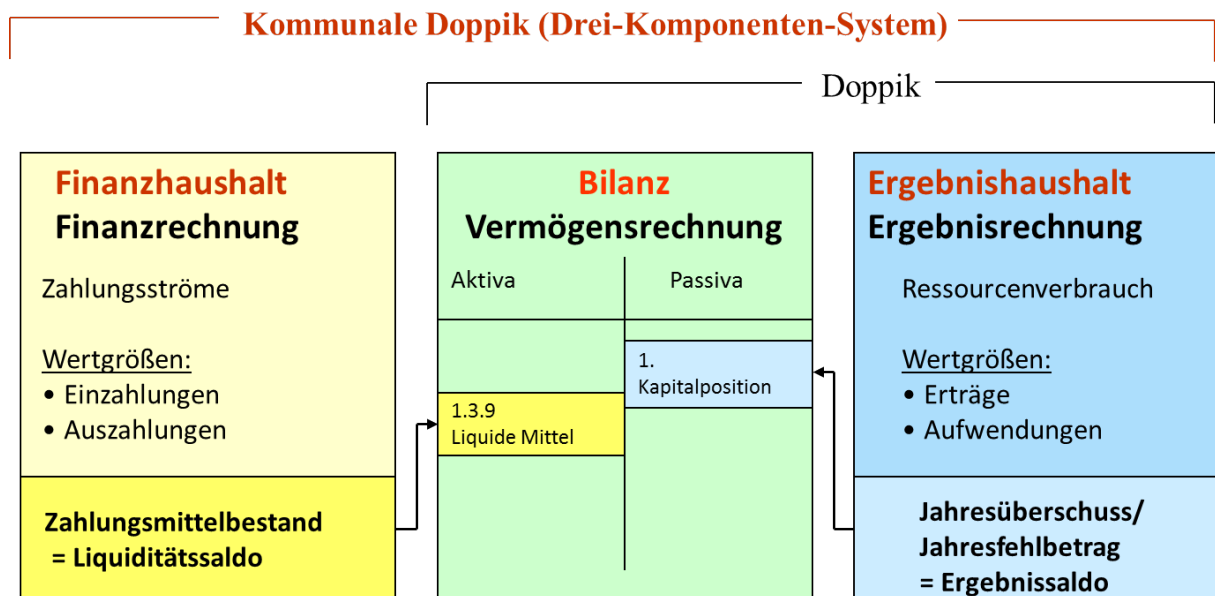 Kommunale Doppik (Drei-Komponenten-System)
Doppik
Finanzhaushalt
Finanzrechnung
Zahlungsströme
Wertgrößen:
• Einzahlungen
• Auszahlungen
Zahlungsmittelbestand
= Liquiditätssaldo
Bilanz
Vermögensrechnung
Aktiva
Passiva
1.
Kapitalposition
1.3.9
Liquide Mittel
Ergebnishaushalt
Ergebnisrechnung
Ressourcenverbrauch
Wertgrößen:
• Erträge
• Aufwendungen
Jahresüberschuss/
Jahresfehlbetrag
= Ergebnissaldo